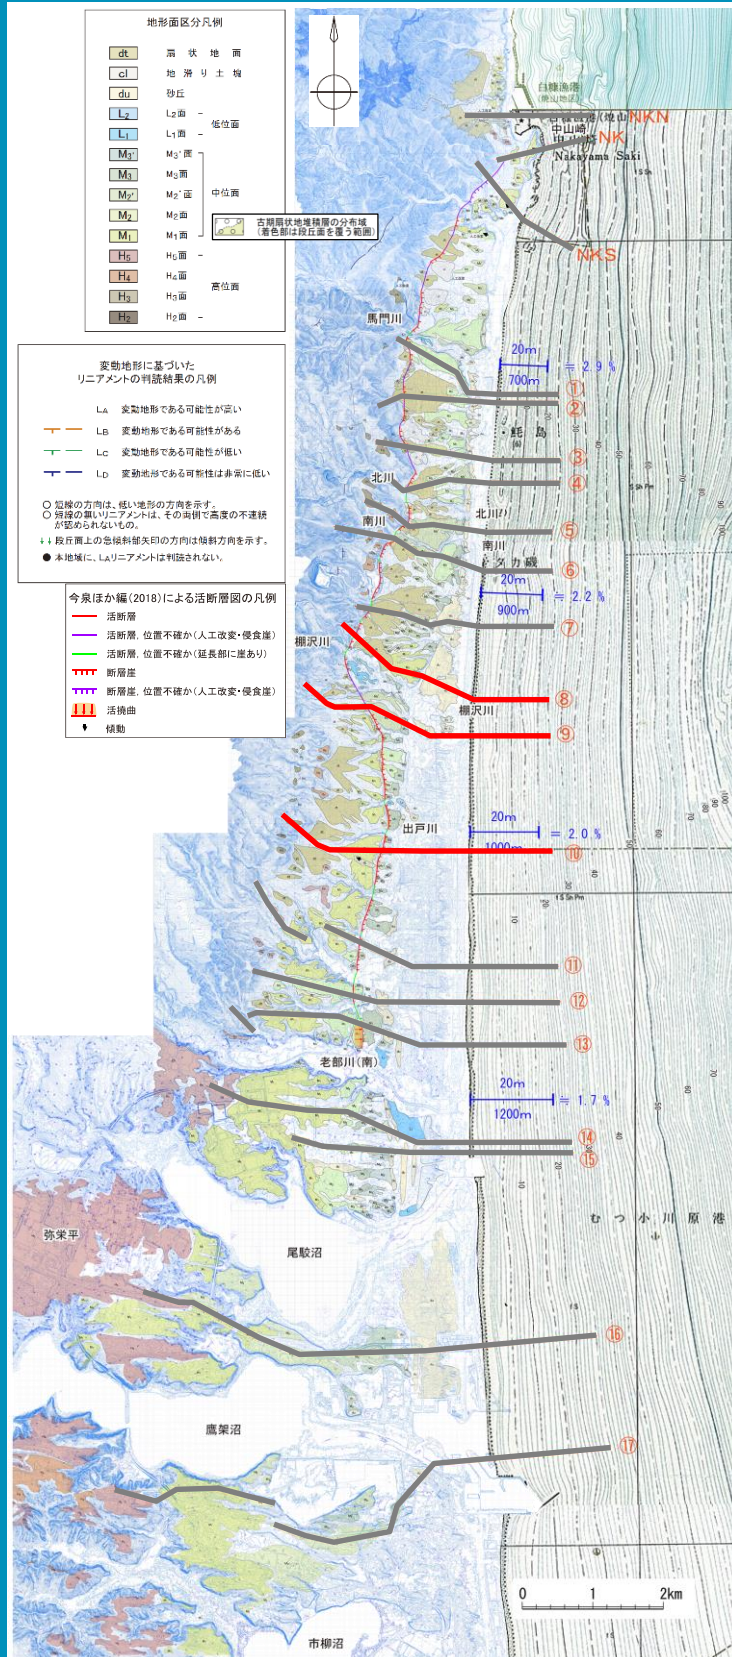 地形面区分凡例
dt 扇状地面
cl 地滑り土塊
du 砂丘
L2 L2面
L1 L1面
低位面
M3' M3'面
M3 M3面
M2' M2'面
M2 M2面
M1 M1面
中位面
H5 H5面
H4 H4面
H3 H3面
H2 H2面
高位面
古期扇状地堆積層の分布域
(着色部は段丘面を覆う範囲)
変動地形に基づいた
リニアメントの判読結果の凡例
LA 変動地形である可能性が高い
LB 変動地形である可能性がある
LC 変動地形である可能性が低い
LD 変動地形である可能性は非常に低い
○ 短線の方向は、低い地形の方向を示す。
○ 短線の無いリニアメントは、その両側で高度の不連続
が認められないもの。
↓↓ 段丘面上の急傾斜部矢印の方向は傾斜方向を示す。
● 本地域に、LAリニアメントは判読されない。
今泉ほか編(2018)による活断層図の凡例
活断層
活断層, 位置不確か(人工改変・侵食崖)
活断層, 位置不確か(延長部に崖あり)
断層崖
断層崖, 位置不確か(人工改変・侵食崖)
活撓曲
傾動
白糠漁港
(焼山地区)
NKN
中山崎
NK
Nakayama Saki
NKS
馬門川
20m
700m
≒ 2.9 %
①
②
③
④
北川
⑤
南川
南川
タカ磯
⑥
20m
900m
≒ 2.2 %
⑦
棚沢川
⑧
棚沢川
⑨
出戸川
20m
1000m
= 2.0 %
⑩
⑪
⑫
⑬
老部川(南)
20m
1200m
≒ 1.7 %
⑭
⑮
むつ小川原港
弥栄平
尾駮沼
⑯
鷹架沼
⑰
0 1 2km
市柳沼